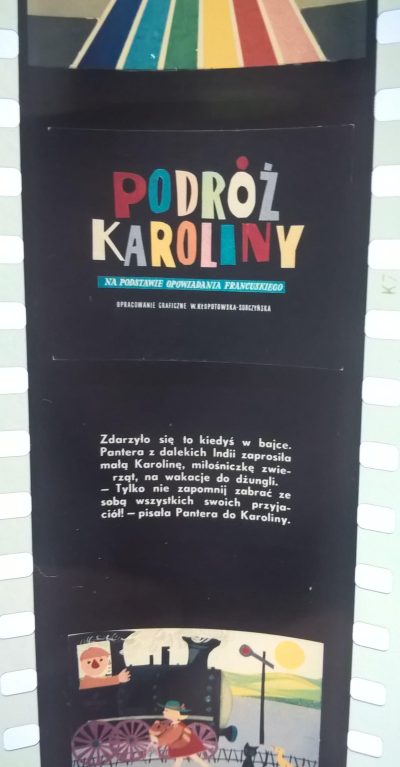 PODRÓŻ
KAROLINY
NA PODSTAWIE OPOWIADANIA FRANCUSKIEGO
OPRACOWANIE GRAFICZNE W. KŁOPOTOWSKA-SOBCZYŃSKA
Zdarzyło się to kiedyś w bajce.
Pantera z dalekich Indii zaprosiła
małą Karolinę, miłośniczkę zwie-
rząt, na wakacje do dżungli.
— Tylko nie zapomnij zabrać ze
sobą wszystkich swoich przyja-
ciół! — pisała Pantera do Karoliny.